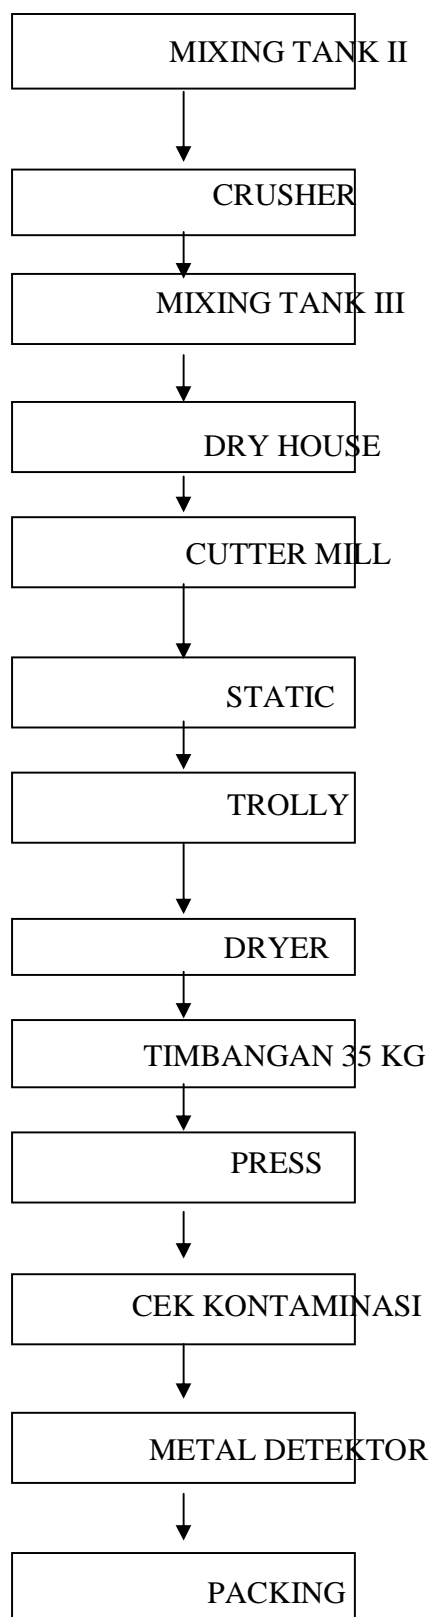 MIXING TANK II
CRUSHER
MIXING TANK III
DRY HOUSE
CUTTER MILL
STATIC
TROLLY
DRYER
TIMBANGAN 35 KG
PRESS
CEK KONTAMINASI
METAL DETEKTOR
PACKING